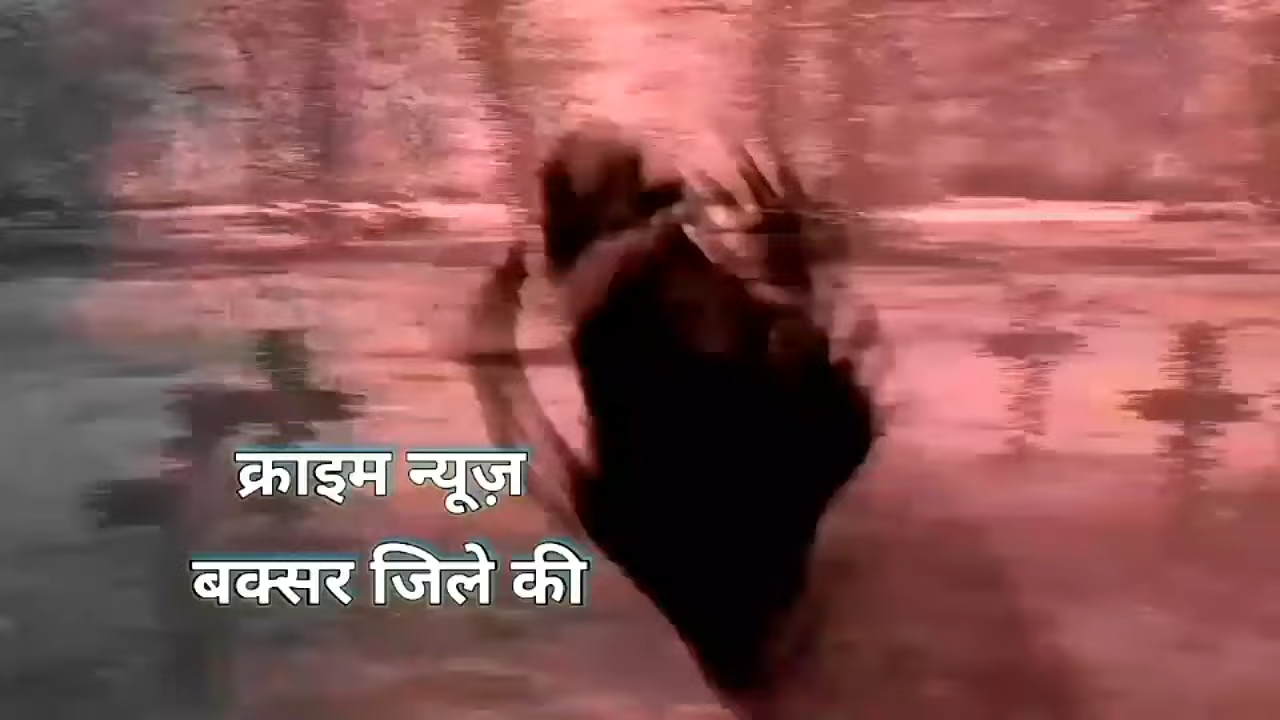 क्राइम न्यूज़
बक्सर जिले की